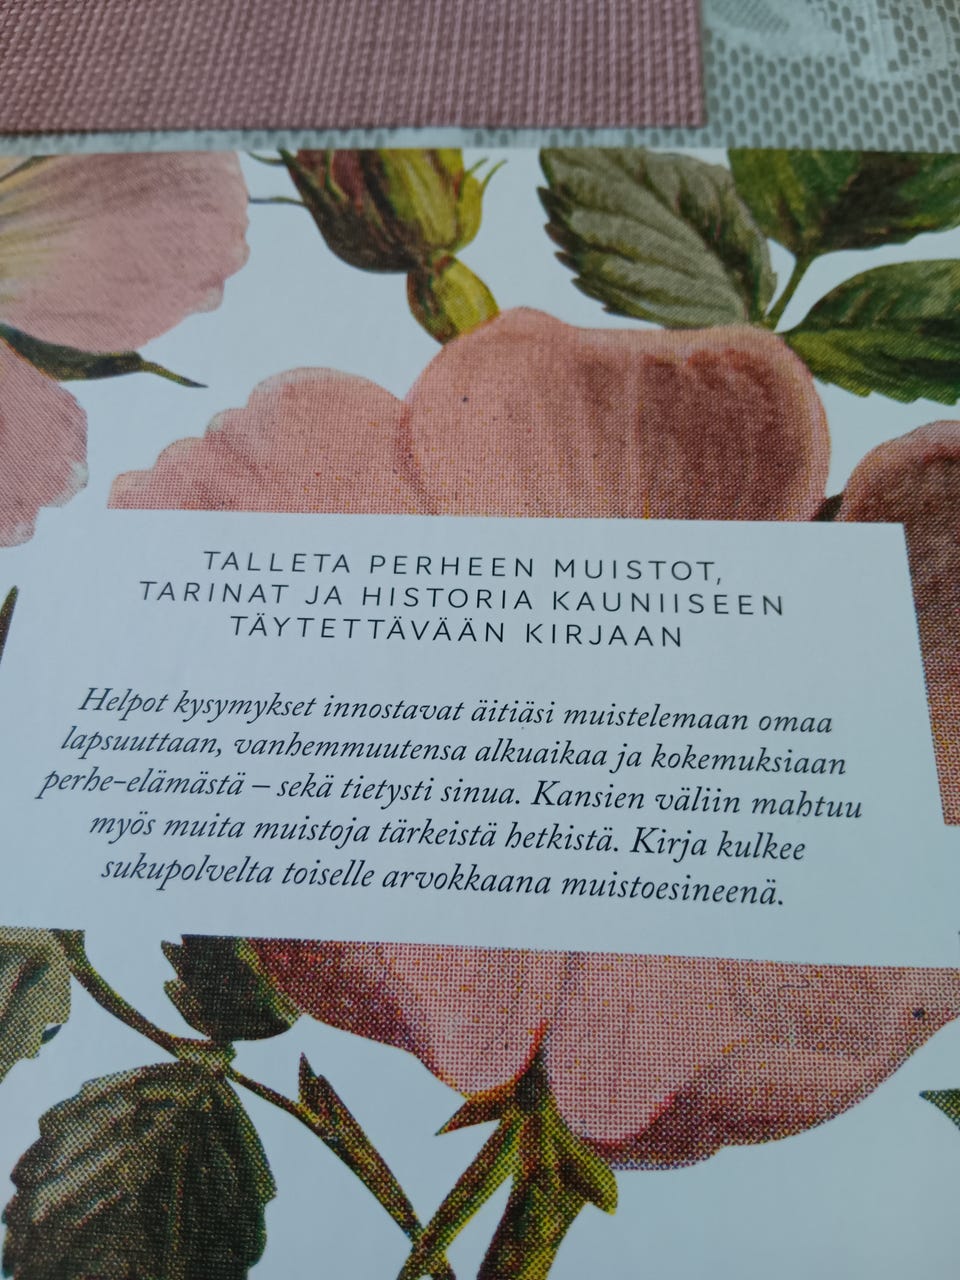 TALLETA PERHEEN MUISTOT,
TARINAT JA HISTORIA KAUNIISEEN
TÄYTETTÄVÄÄN KIRJAAN
Helpot kysymykset innostavat äitiäsi muistelemaan omaa
lapsuuttaan, vanhemmuutensa alkuaikaa ja kokemuksiaan
perhe-elämästä – sekä tietysti sinua. Kansien väliin mahtuu
myös muita muistoja tärkeistä hetkistä. Kirja kulkee
sukupolvelta toiselle arvokkaana muistoesineenä.